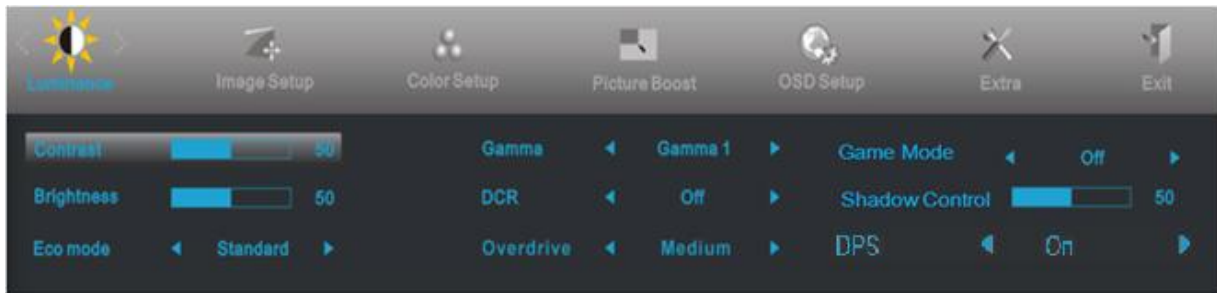 Luminance Image Setup Color Setup Picture Boost OSD Setup Extra Exit
Contrast 50 Gamma Gamma 1 Game Mode Off
Brightness 50 DCR Off Shadow Control 50
Eco mode Standard Overdrive Medium DPS On